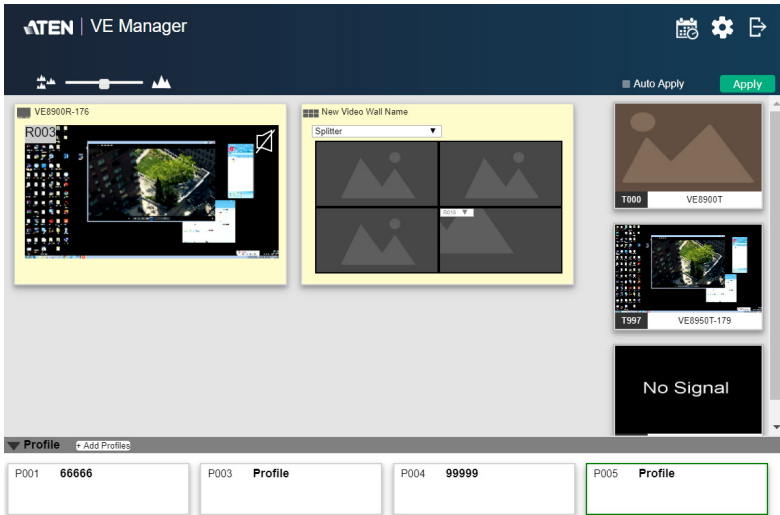 ATEN | VE Manager
Auto Apply
Apply
VE8900R-176
R003
New Video Wall Name
Splitter
R016
T000 VE8900T
T997 VE8950T-179
No Signal
Profile + Add Profiles
P001 66666
P003 Profile
P004 99999
P005 Profile